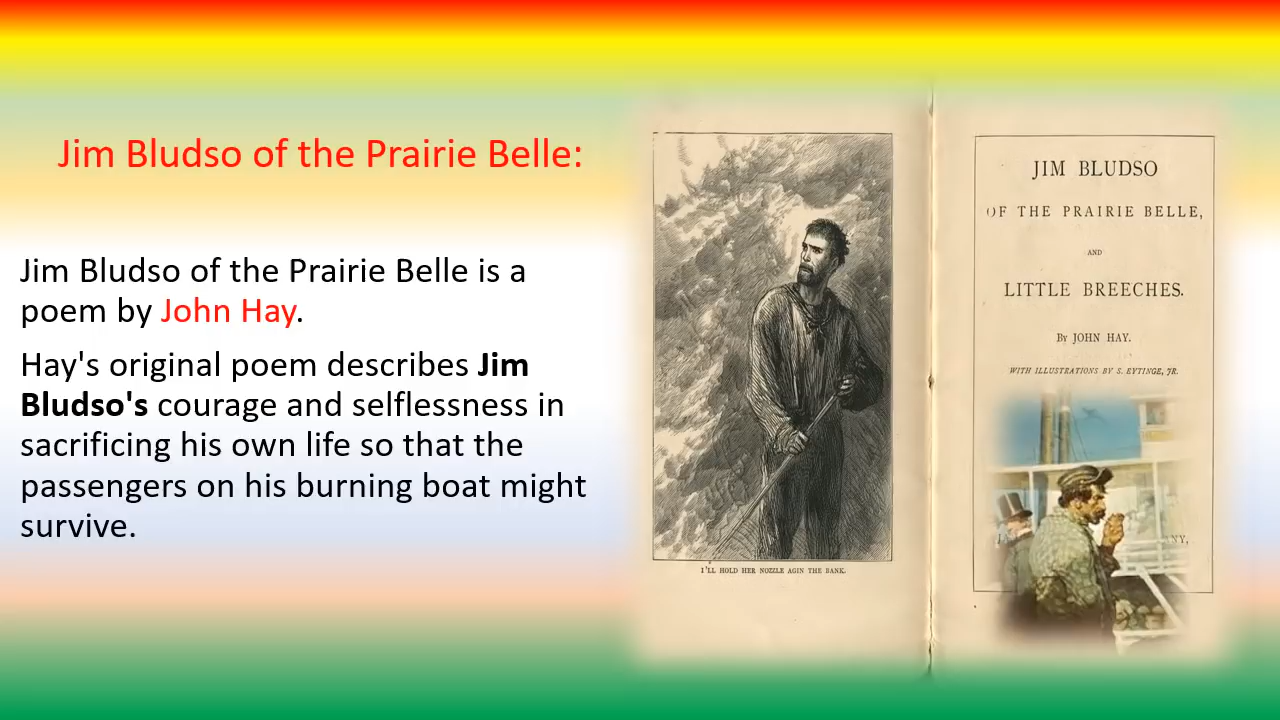 Jim Bludso of the Prairie Belle:
Jim Bludso of the Prairie Belle is a
poem by John Hay.
Hay's original poem describes Jim
Bludso's courage and selflessness in
sacrificing his own life so that the
passengers on his burning boat might
survive.
I'LL HOLD HER NOZZLE AGIN THE BANK.
JIM BLUDSO
OF THE PRAIRIE BELLE,
AND
LITTLE BREECHES.
BY JOHN HAY.
WITH ILLUSTRATIONS BY S. EYTINGE, JR.